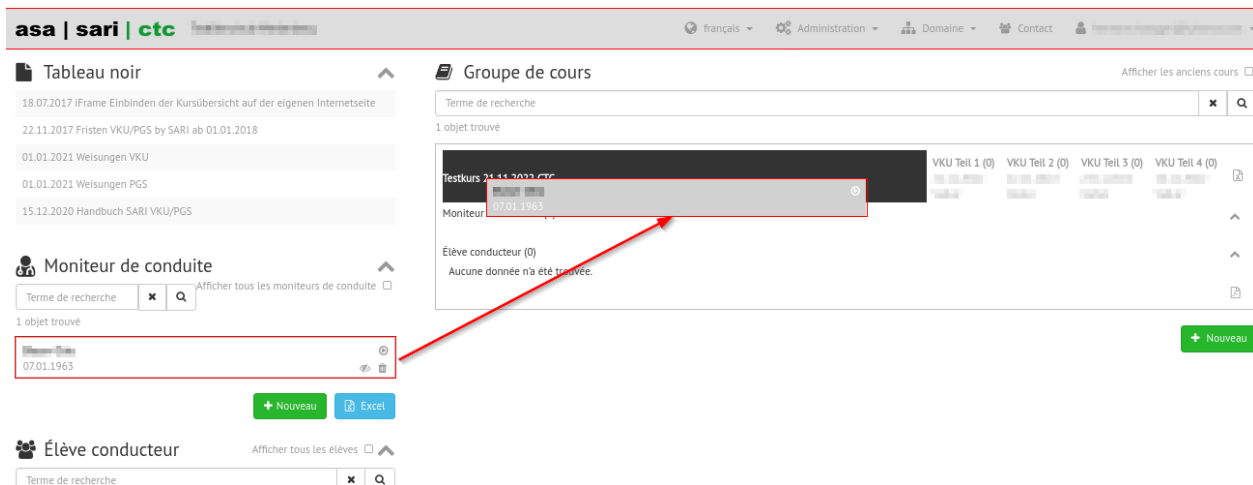 asa | sari | ctc
français
Administration
Domaine
Contact
Tableau noir
18.07.2017 iFrame Einbinden der Kursübersicht auf der eigenen Internetseite
22.11.2017 Fristen VKU/PGS by SARI ab 01.01.2018
01.01.2021 Weisungen VKU
01.01.2021 Weisungen PGS
15.12.2020 Handbuch SARI VKU/PGS
Moniteur de conduite
Afficher tous les moniteurs de conduite
Terme de recherche
1 objet trouvé
07.01.1963
+ Nouveau
Excel
Élève conducteur
Afficher tous les élèves
Terme de recherche
Groupe de cours
Afficher les anciens cours
Terme de recherche
1 objet trouvé
Testkurs 21.11.2022 CTC
VKU Teil 1 (0) VKU Teil 2 (0) VKU Teil 3 (0) VKU Teil 4 (0)
07.01.1963
Moniteur
Élève conducteur (0)
Aucune donnée n'a été trouvée.
+ Nouveau